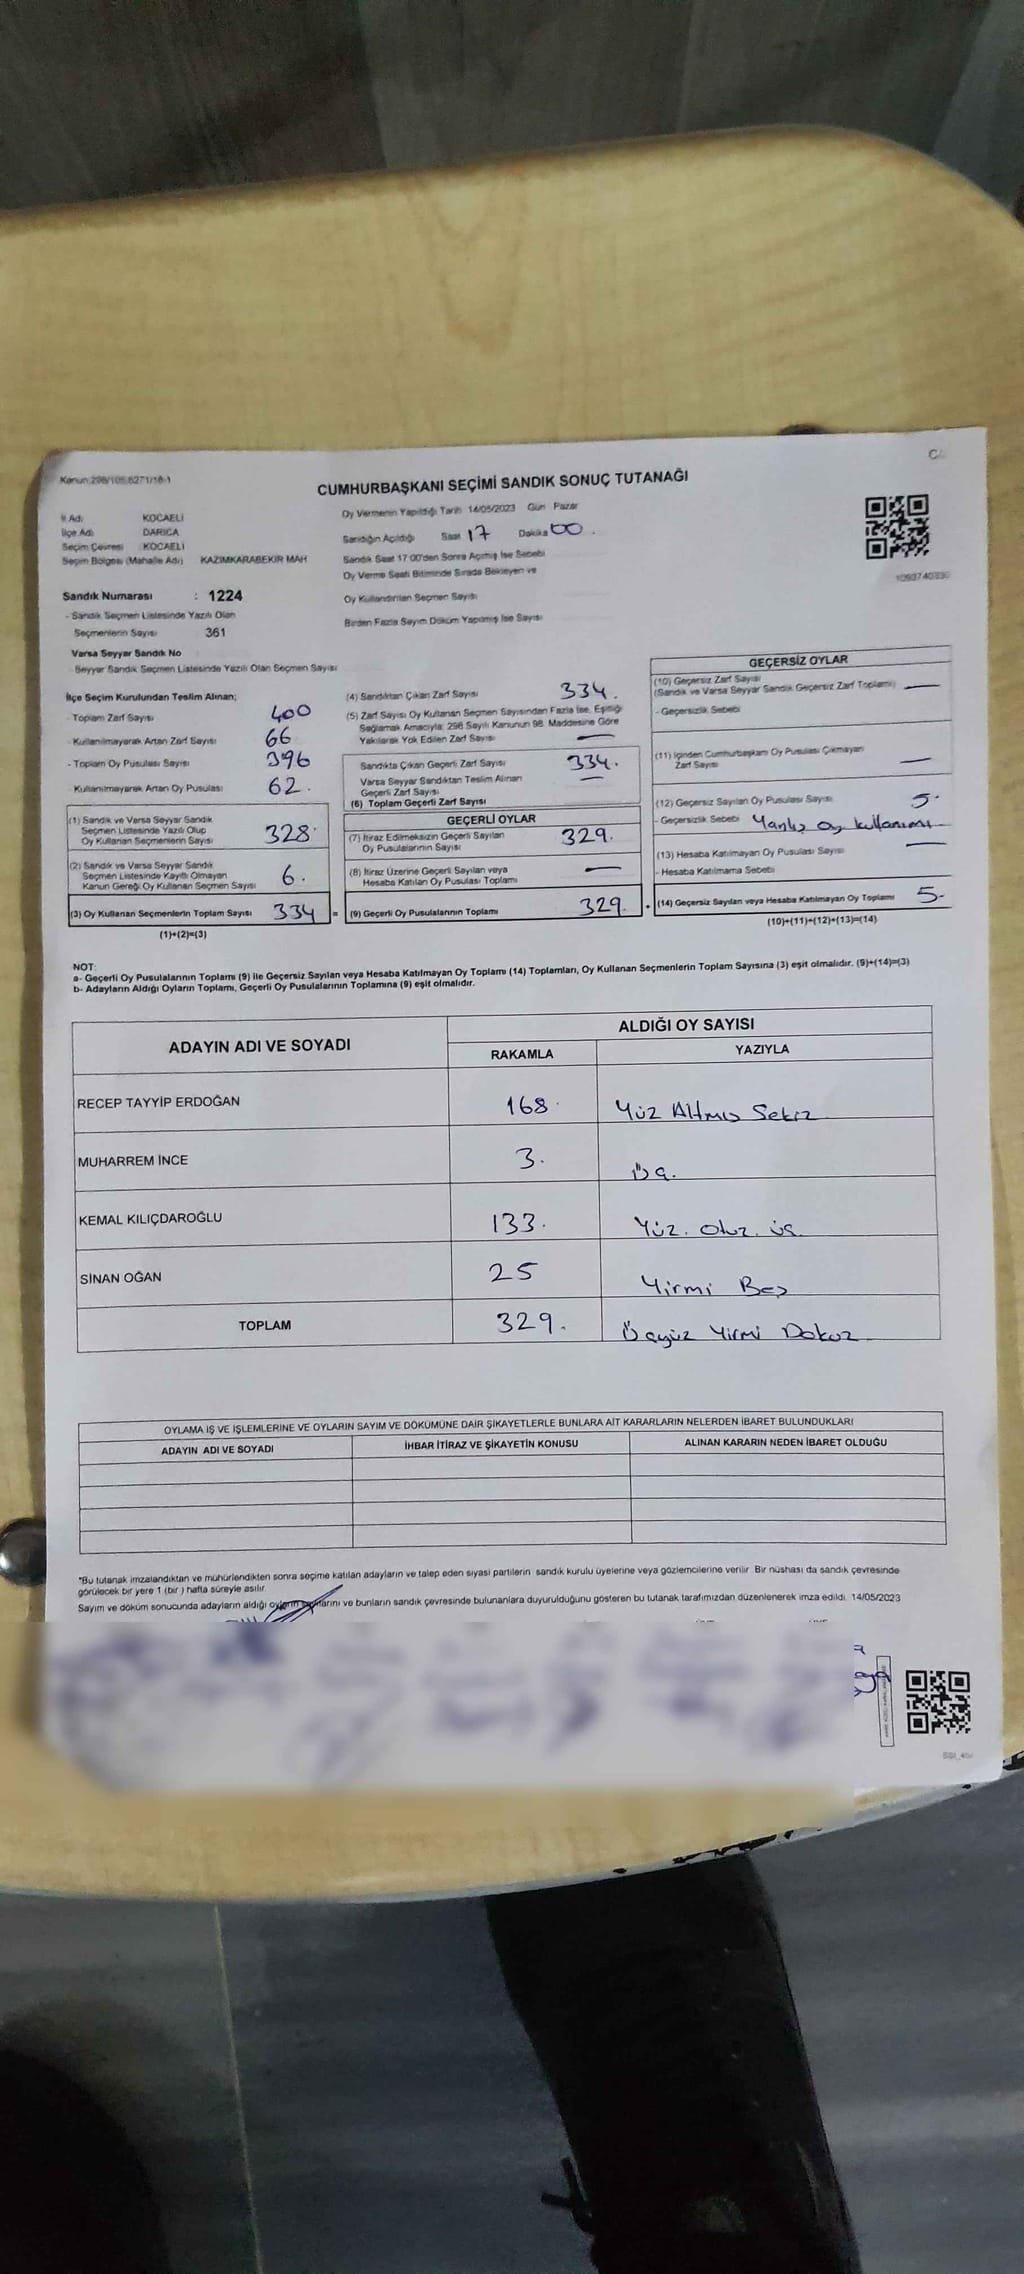 Kanun:298/105,6271/16-1
CUMHURBAŞKANI SEÇİMİ SANDIK SONUÇ TUTANAĞI
İl Adı KOCAELİ
İlçe Adı DARICA
Seçim Çevresi KOCAELİ
Seçim Bölgesi (Mahalle Adı) KAZIMKARABEKİR MAH
Oy Vermenin Yapıldığı Tarih 14/05/2023 Gün Pazar
Sandığın Açıldığı Saat 17 Dakika 00.
Sandık Saat 17:00'den Sonra Açılmış İse Sebebi
Oy Verme Saati Bitiminde Sırada Bekleyen ve
Oy Kullandırılan Seçmen Sayısı
Birden Fazla Sayım Döküm Yapılmış İse Sayısı
Sandık Numarası : 1224
- Sandık Seçmen Listesinde Yazılı Olan
Seçmenlerin Sayısı 361
Varsa Seyyar Sandık No
- Seyyar Sandık Seçmen Listesinde Yazılı Olan Seçmen Sayısı
İlçe Seçim Kurulundan Teslim Alınan;
- Toplam Zarf Sayısı 400
- Kullanılmayarak Artan Zarf Sayısı 66
- Toplam Oy Pusulası Sayısı 396
- Kullanılmayarak Artan Oy Pusulası 62.
(1) Sandık ve Varsa Seyyar Sandık
Seçmen Listesinde Yazılı Olup
Oy Kullanan Seçmenlerin Sayısı 328.
(2) Sandık ve Varsa Seyyar Sandık
Seçmen Listesinde Kayıtlı Olmayan
Kanun Gereği Oy Kullanan Seçmen Sayısı 6.
(3) Oy Kullanan Seçmenlerin Toplam Sayısı 334 =
(1)+(2)=(3)
(4) Sandıktan Çıkan Zarf Sayısı 334.
(5) Zarf Sayısı Oy Kullanan Seçmen Sayısından Fazla İse, Eşitliği
Sağlamak Amacıyla; 298 Sayılı Kanunun 98. Maddesine Göre
Yakılarak Yok Edilen Zarf Sayısı —
Sandıkta Çıkan Geçerli Zarf Sayısı 334.
Varsa Seyyar Sandıktan Teslim Alınan
Geçerli Zarf Sayısı —
(6) Toplam Geçerli Zarf Sayısı
GEÇERLİ OYLAR
(7) İtiraz Edilmeksizin Geçerli Sayılan
Oy Pusulalarının Sayısı 329.
(8) İtiraz Üzerine Geçerli Sayılan veya
Hesaba Katılan Oy Pusulası Toplamı —
(9) Geçerli Oy Pusulalarının Toplamı 329. +
GEÇERSİZ OYLAR
(10) Geçersiz Zarf Sayısı
(Sandık ve Varsa Seyyar Sandık Geçersiz Zarf Toplamı) —
- Geçersizlik Sebebi
(11) İçinden Cumhurbaşkanı Oy Pusulası Çıkmayan
Zarf Sayısı —
(12) Geçersiz Sayılan Oy Pusulası Sayısı 5.
- Geçersizlik Sebebi Yanlış oy kullanımı
(13) Hesaba Katılmayan Oy Pusulası Sayısı —
- Hesaba Katılmama Sebebi
(14) Geçersiz Sayılan veya Hesaba Katılmayan Oy Toplamı 5-
(10)+(11)+(12)+(13)=(14)
NOT:
a- Geçerli Oy Pusulalarının Toplamı (9) ile Geçersiz Sayılan veya Hesaba Katılmayan Oy Toplamı (14) Toplamları, Oy Kullanan Seçmenlerin Toplam Sayısına (3) eşit olmalıdır. (9)+(14)=(3)
b- Adayların Aldığı Oyların Toplamı, Geçerli Oy Pusulalarının Toplamına (9) eşit olmalıdır.
ADAYIN ADI VE SOYADI
ALDIĞI OY SAYISI
RAKAMLA YAZIYLA
RECEP TAYYİP ERDOĞAN 168. Yüz Altmış Sekiz
MUHARREM İNCE 3. Üç.
KEMAL KILIÇDAROĞLU 133. Yüz. Otuz. üç.
SİNAN OĞAN 25 Yirmi Beş
TOPLAM 329. Üçyüz Yirmi Dokuz
OYLAMA İŞ VE İŞLEMLERİNE VE OYLARIN SAYIM VE DÖKÜMÜNE DAİR ŞİKAYETLERLE BUNLARA AİT KARARLARIN NELERDEN İBARET BULUNDUKLARI
ADAYIN ADI VE SOYADI İHBAR İTİRAZ VE ŞİKAYETİN KONUSU ALINAN KARARIN NEDEN İBARET OLDUĞU
*Bu tutanak imzalandıktan ve mühürlendikten sonra seçime katılan adayların ve talep eden siyasi partilerin sandık kurulu üyelerine veya gözlemcilerine verilir. Bir nüshası da sandık çevresinde
görülecek bir yere 1 (bir) hafta süreyle asılır.
Sayım ve döküm sonucunda adayların aldığı oyların sayılarını ve bunların sandık çevresinde bulunanlara duyurulduğunu gösteren bu tutanak tarafımızdan düzenlenerek imza edildi. 14/05/2023